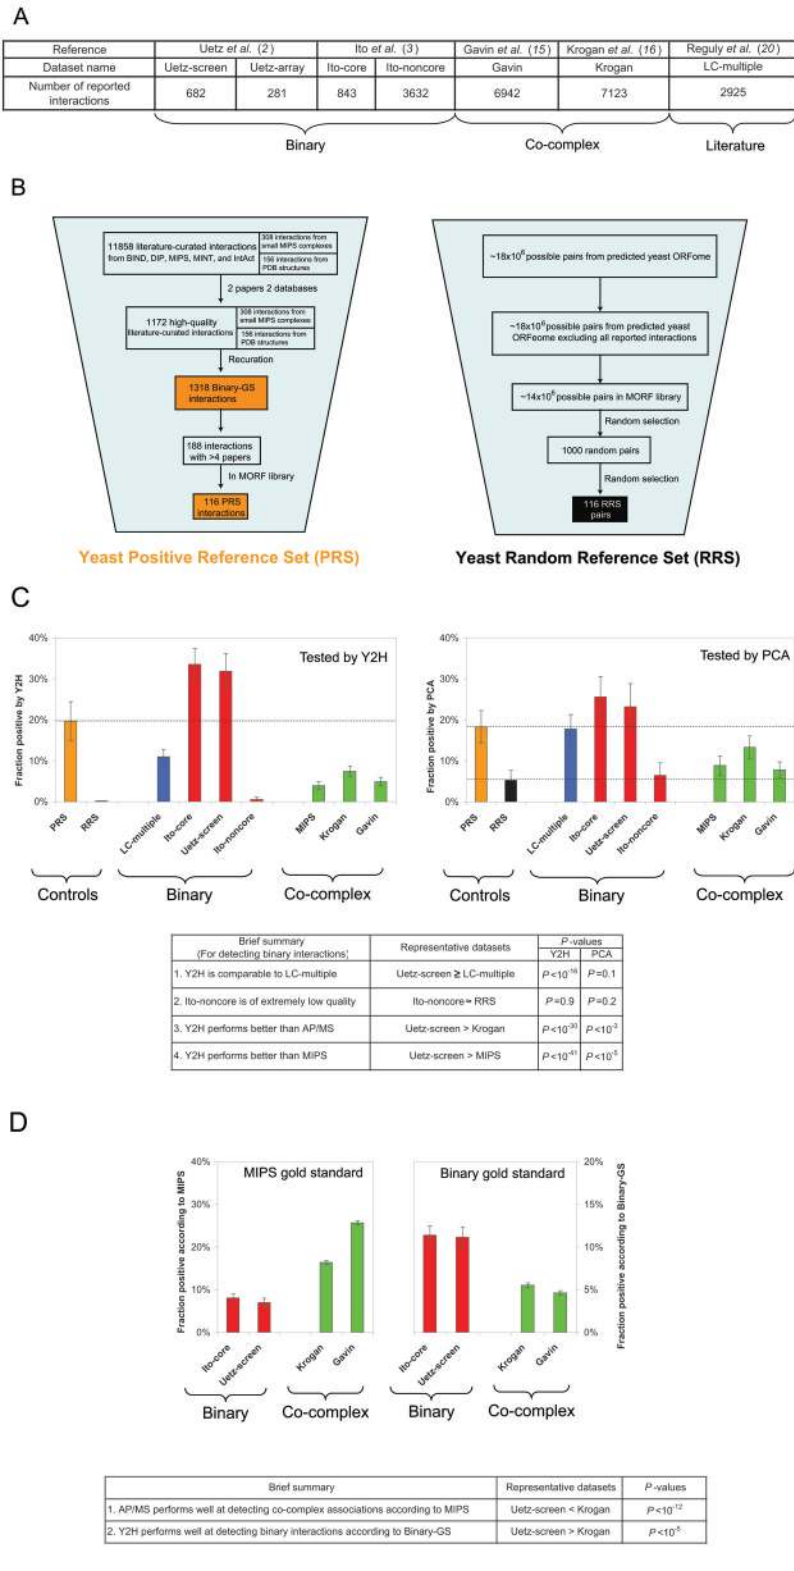 A
Reference Uetz et al. (2) Ito et al. (3) Gavin et al. (15) Krogan et al. (16) Reguly et al. (20)
Dataset name Uetz-screen Uetz-array Ito-core Ito-noncore Gavin Krogan LC-multiple
Number of reported
interactions 682 281 843 3632 6942 7123 2925
Binary Co-complex Literature
B
11858 literature-curated interactions
from BIND, DIP, MIPS, MINT, and IntAct
308 interactions from
small MIPS complexes
156 interactions from
PDB structures
2 papers 2 databases
1172 high-quality
literature-curated interactions
308 interactions from
small MIPS complexes
156 interactions from
PDB structures
Recuration
1318 Binary-GS
interactions
188 interactions
with >4 papers
In MORF library
116 PRS
interactions
Yeast Positive Reference Set (PRS)
~18x10⁶ possible pairs from predicted yeast ORFome
~18x10⁶ possible pairs from predicted yeast
ORFeome excluding all reported interactions
~14x10⁶ possible pairs in MORF library
Random selection
1000 random pairs
Random selection
116 RRS
pairs
Yeast Random Reference Set (RRS)
C
Fraction positive by Y2H
40%
30%
20%
10%
0%
Tested by Y2H
PRS RRS LC-multiple Ito-core Uetz-screen Ito-noncore MIPS Krogan Gavin
Controls Binary Co-complex
Fraction positive by PCA
40%
30%
20%
10%
0%
Tested by PCA
PRS RRS LC-multiple Ito-core Uetz-screen Ito-noncore MIPS Krogan Gavin
Controls Binary Co-complex
Brief summary
(For detecting binary interactions) Representative datasets P-values
Y2H PCA
1. Y2H is comparable to LC-multiple Uetz-screen ≥ LC-multiple P<10⁻¹⁶ P=0.1
2. Ito-noncore is of extremely low quality Ito-noncore ≈ RRS P=0.9 P=0.2
3. Y2H performs better than AP/MS Uetz-screen > Krogan P<10⁻³⁰ P<10⁻³
4. Y2H performs better than MIPS Uetz-screen > MIPS P<10⁻⁶¹ P<10⁻⁵
D
Fraction positive according to MIPS
40%
30%
20%
10%
0%
MIPS gold standard
Ito-core Uetz-screen Krogan Gavin
Binary Co-complex
Binary gold standard
20%
15%
10%
5%
0%
Fraction positive according to Binary-GS
Ito-core Uetz-screen Krogan Gavin
Binary Co-complex
Brief summary Representative datasets P-values
1. AP/MS performs well at detecting co-complex associations according to MIPS Uetz-screen < Krogan P<10⁻¹²
2. Y2H performs well at detecting binary interactions according to Binary-GS Uetz-screen > Krogan P<10⁻⁵